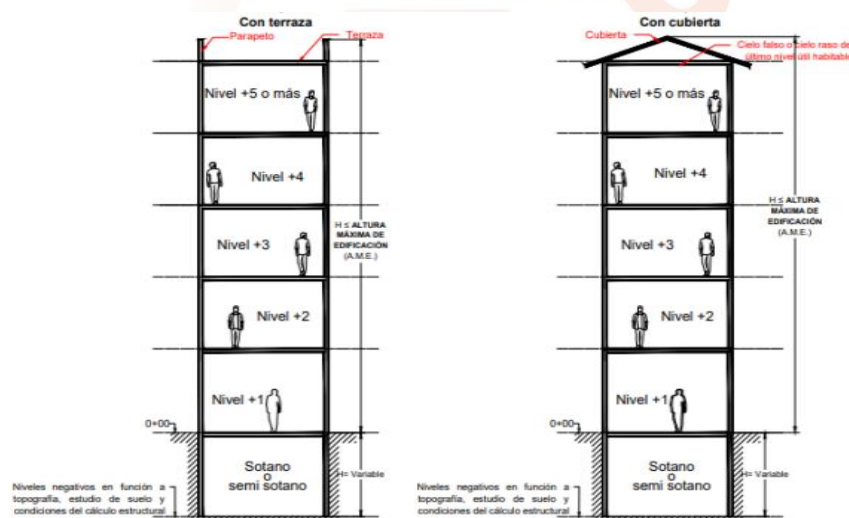 Con terraza
Parapeto
Terraza
Nivel +5 o más
Nivel +4
Nivel +3
Nivel +2
Nivel +1
0+00
H ≤ ALTURA
MÁXIMA DE
EDIFICACIÓN
(A.M.E.)
Sotano
o
semi sotano
H= Variable
Niveles negativos en función a
topografía, estudio de suelo y
condiciones del cálculo estructural
Con cubierta
Cubierta
Cielo falso o cielo raso de
último nivel útil habitable
Nivel +5 o más
Nivel +4
Nivel +3
Nivel +2
Nivel +1
0+00
H ≤ ALTURA
MÁXIMA DE
EDIFICACIÓN
(A.M.E.)
Sotano
o
semi sotano
H= Variable
Niveles negativos en función a
topografía, estudio de suelo y
condiciones del cálculo estructural